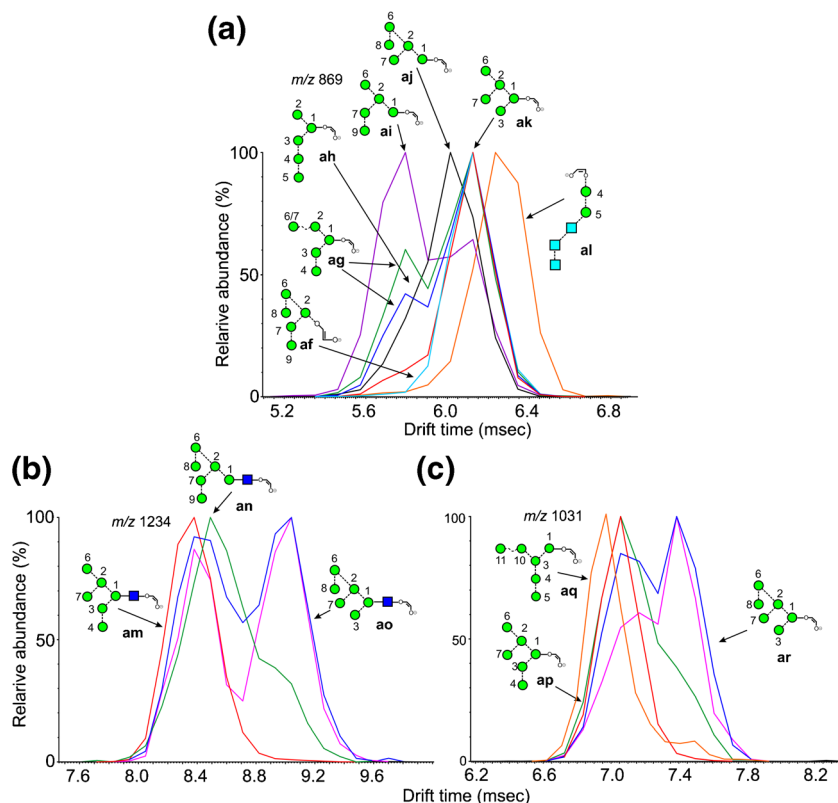 (a)
m/z 869
6
8
2
7
1
aj
6
2
7
1
9
ai
6
2
7
1
3
ak
2
1
3
4
5
ah
6/7
2
1
3
4
ag
6
8
2
7
9
af
4
5
al
Relarive abundance (%)
100
50
0
5.2 5.6 6.0 6.4 6.8
Drift time (msec)
(b)
m/z 1234
6
8
2
7
1
9
an
6
2
7
1
3
4
am
6
8
2
7
1
3
ao
Relarive abundance (%)
100
50
0
7.6 8.0 8.4 8.8 9.2 9.6
Drift time (msec)
(c)
m/z 1031
11
10
1
3
4
5
aq
6
2
1
7
3
4
ap
6
8
2
7
1
3
ar
100
50
0
6.2 6.6 7.0 7.4 7.8 8.2
Drift time (msec)